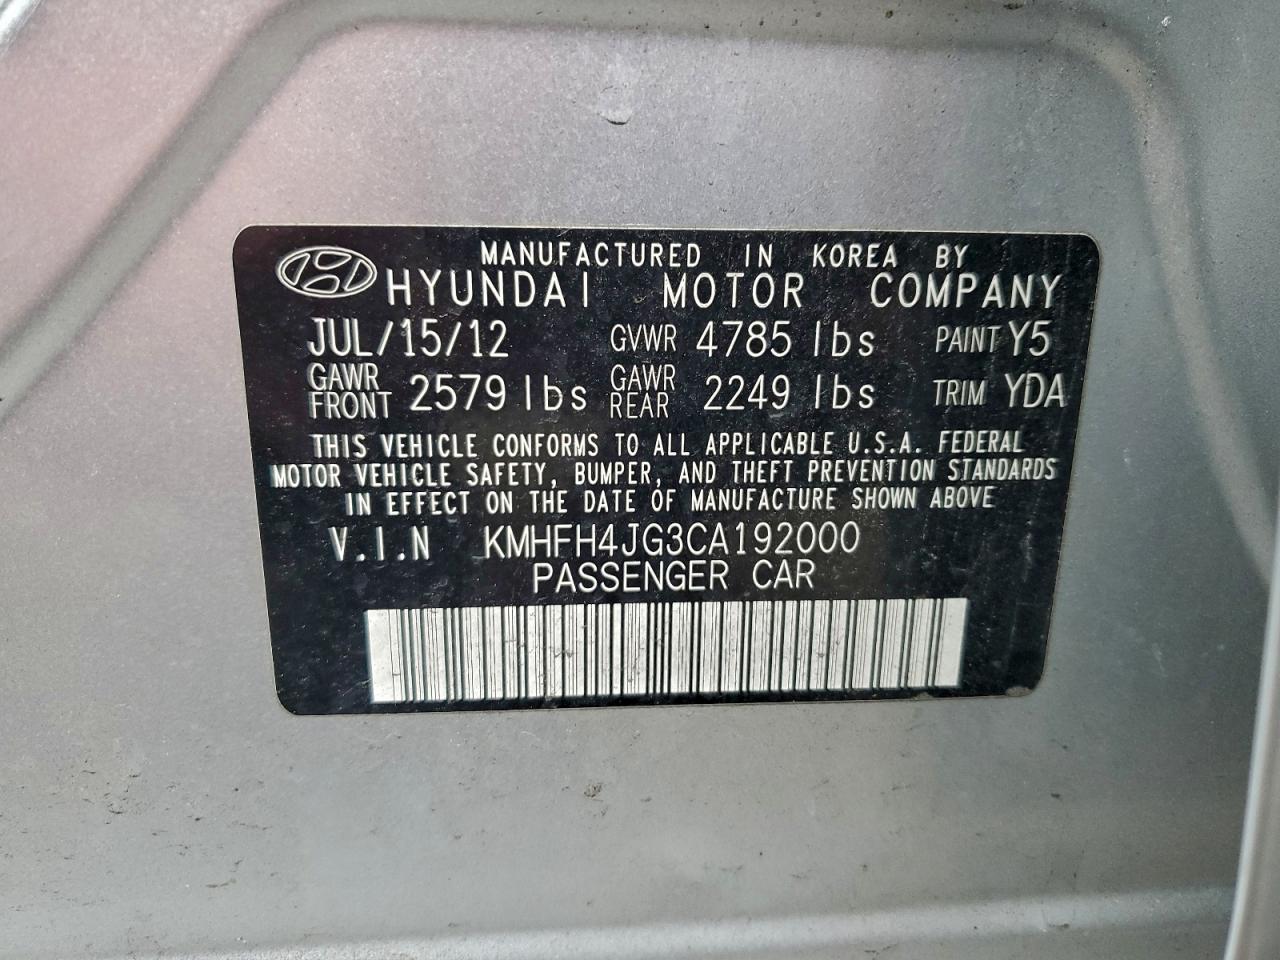 MANUFACTURED IN KOREA BY
HYUNDAI MOTOR COMPANY
JUL/15/12 GVWR 4785 lbs PAINT Y5
GAWR FRONT 2579 lbs GAWR REAR 2249 lbs TRIM YDA
THIS VEHICLE CONFORMS TO ALL APPLICABLE U.S.A. FEDERAL
MOTOR VEHICLE SAFETY, BUMPER, AND THEFT PREVENTION STANDARDS
IN EFFECT ON THE DATE OF MANUFACTURE SHOWN ABOVE
V.I.N KMHFH4JG3CA192000
PASSENGER CAR